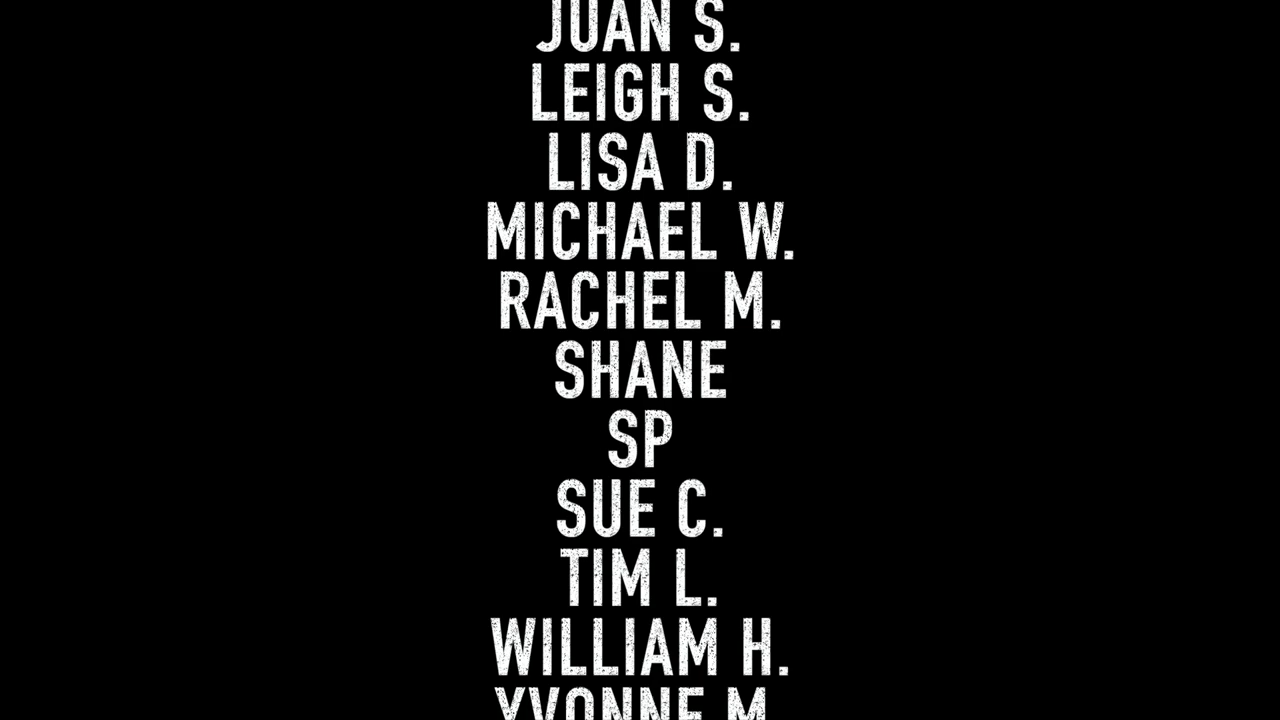 JUAN S.
LEIGH S.
LISA D.
MICHAEL W.
RACHEL M.
SHANE
SP
SUE C.
TIM L.
WILLIAM H.
YVONNE M.